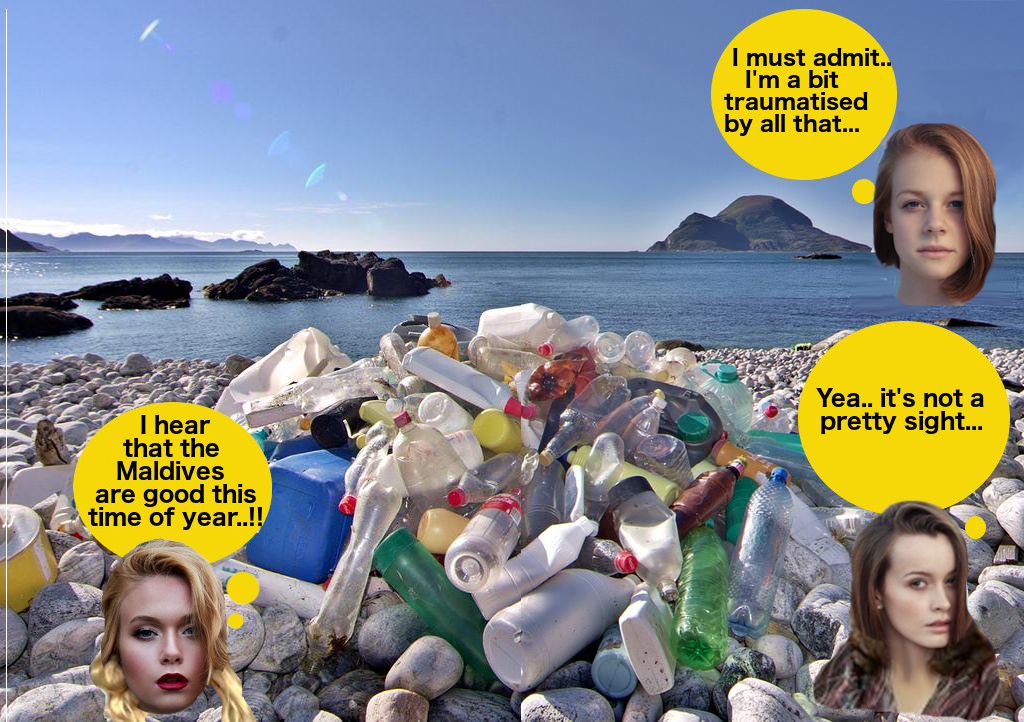 I must admit..
I'm a bit
traumatised
by all that...
Yea.. it's not a
pretty sight...
I hear
that the
Maldives
are good this
time of year..!!